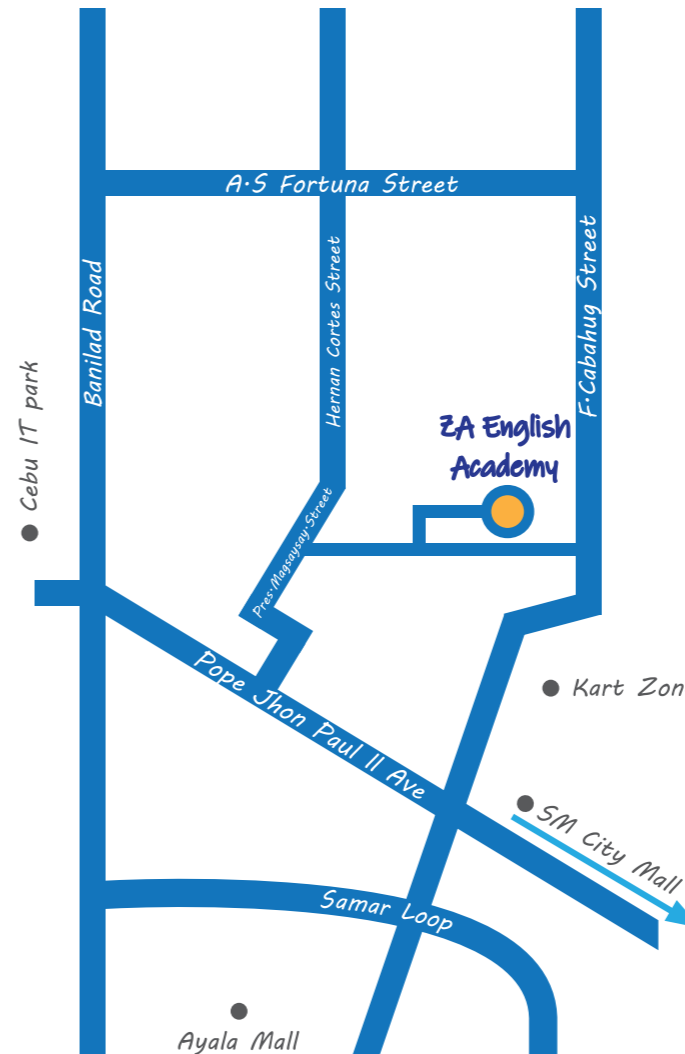 A.S Fortuna Street
Banilad Road
Hernan Cortes Street
F.Cabahug Street
Cebu IT park
ZA English
Academy
Pres.Magsaysay.Street
Pope Jhon Paul II Ave
Kart Zon
SM City Mall
Samar Loop
Ayala Mall